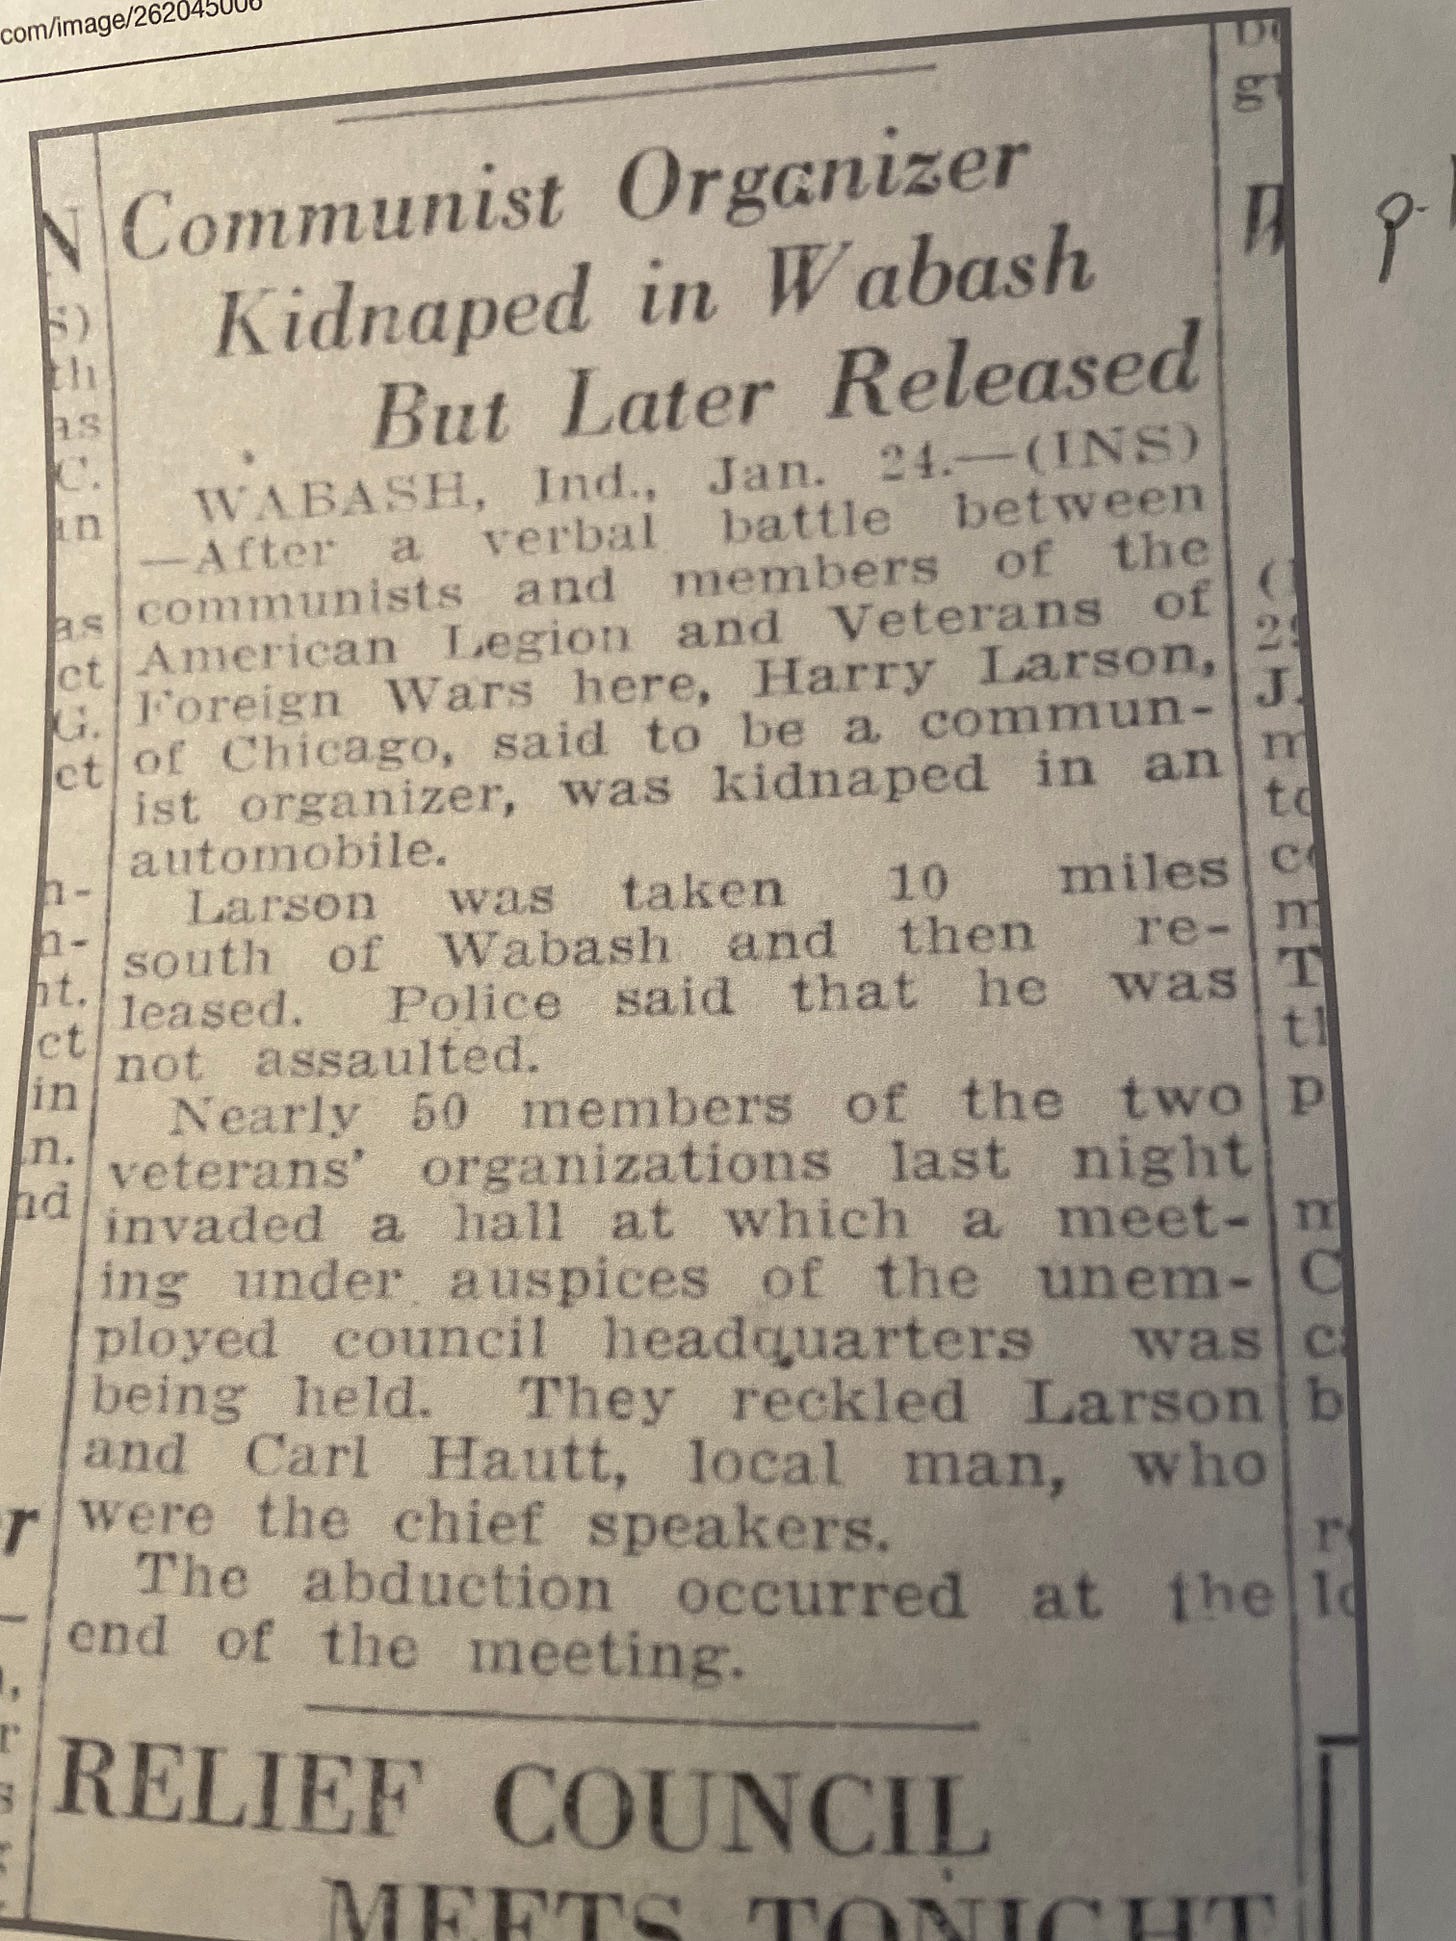 com/image/262045006
Communist Organizer
Kidnaped in Wabash
But Later Released
WABASH, Ind., Jan. 24.—(INS)
—After a verbal battle between
communists and members of the
American Legion and Veterans of
Foreign Wars here, Harry Larson,
of Chicago, said to be a commun-
ist organizer, was kidnaped in an
automobile.
Larson was taken 10 miles
south of Wabash and then re-
leased. Police said that he was
not assaulted.
Nearly 50 members of the two
veterans' organizations last night
invaded a hall at which a meet-
ing under auspices of the unem-
ployed council headquarters was
being held. They reckled Larson
and Carl Hautt, local man, who
were the chief speakers.
The abduction occurred at the
end of the meeting.
RELIEF COUNCIL
MEETS TONIGHT